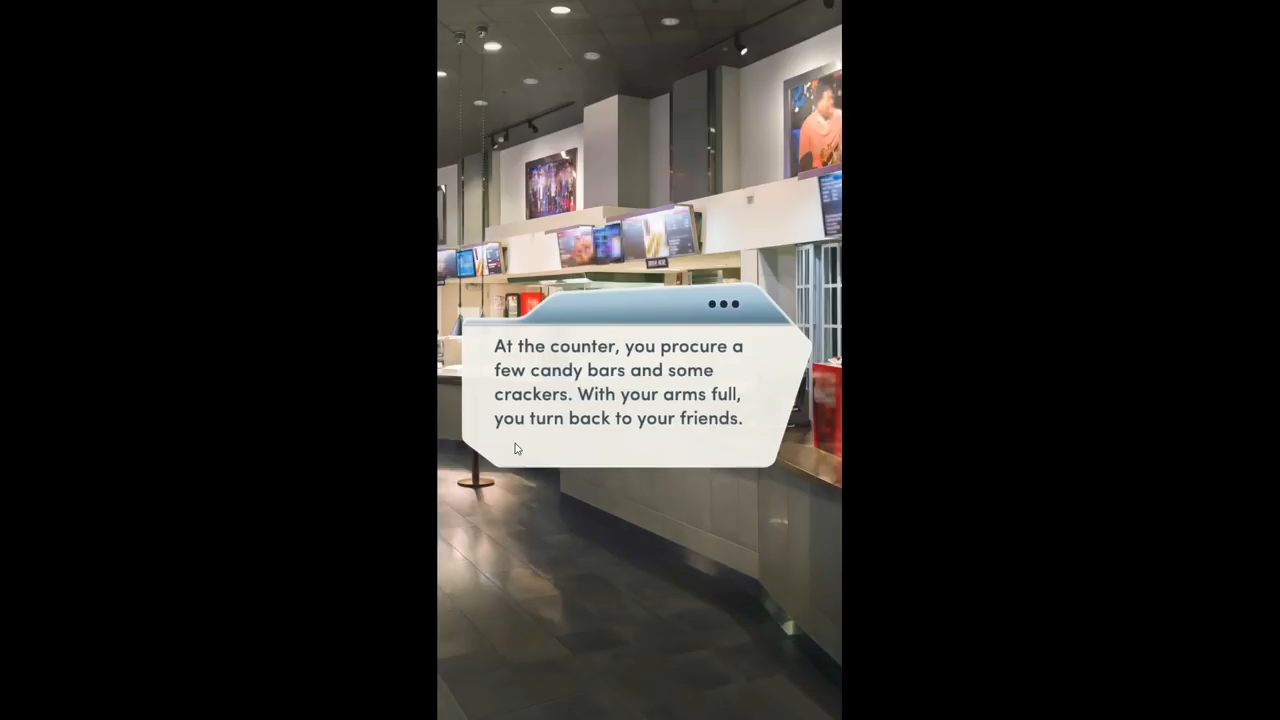 At the counter, you procure a
few candy bars and some
crackers. With your arms full,
you turn back to your friends.